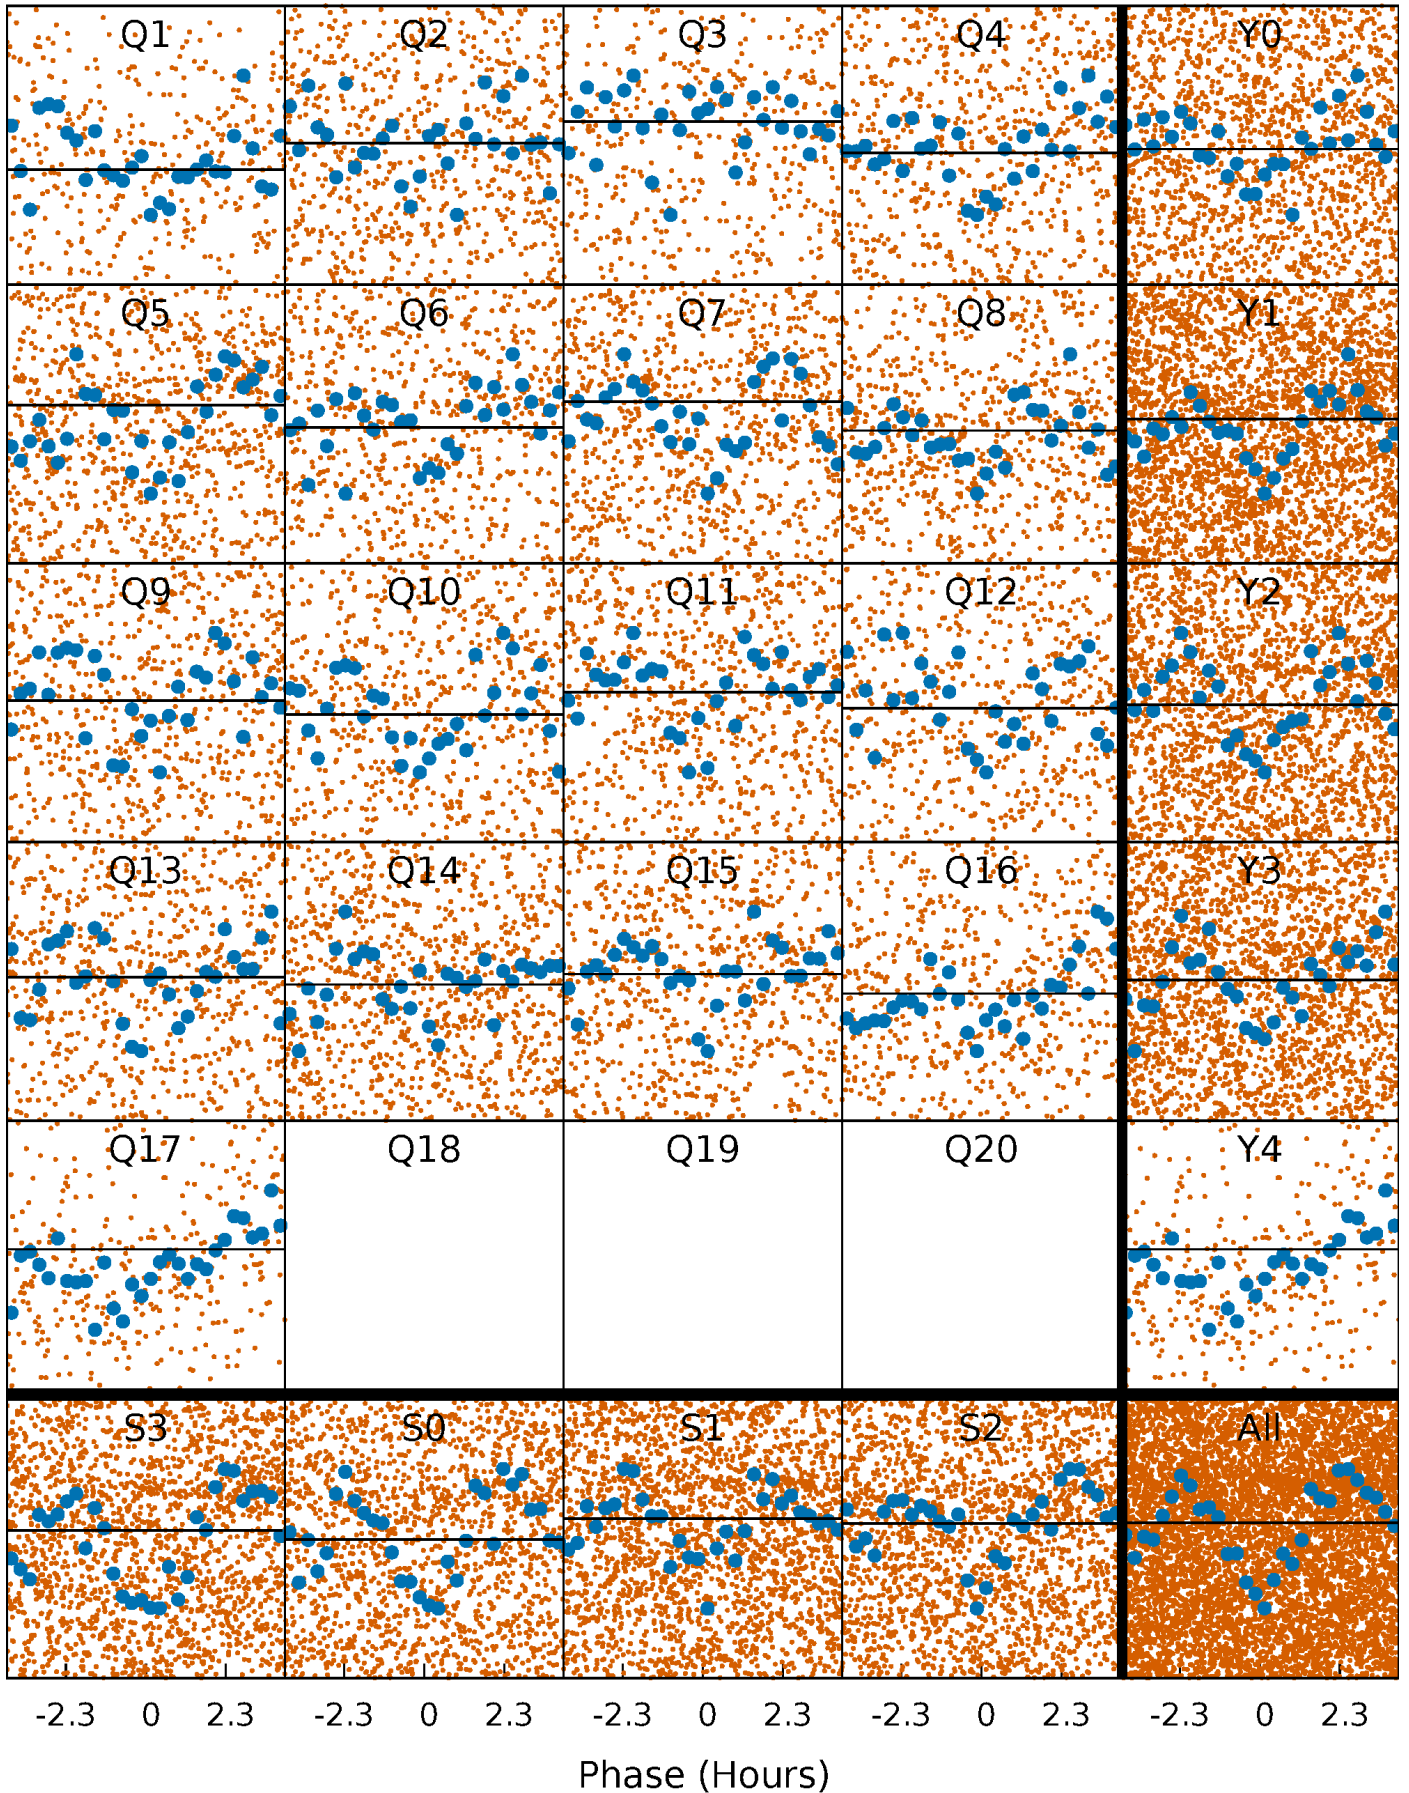 Q1 Q2 Q3 Q4 Y0
Q5 Q6 Q7 Q8 Y1
Q9 Q10 Q11 Q12 Y2
Q13 Q14 Q15 Q16 Y3
Q17 Q18 Q19 Q20 Y4
S3 S0 S1 S2 All
-2.3 0 2.3 -2.3 0 2.3 -2.3 0 2.3 -2.3 0 2.3 -2.3 0 2.3
Phase (Hours)